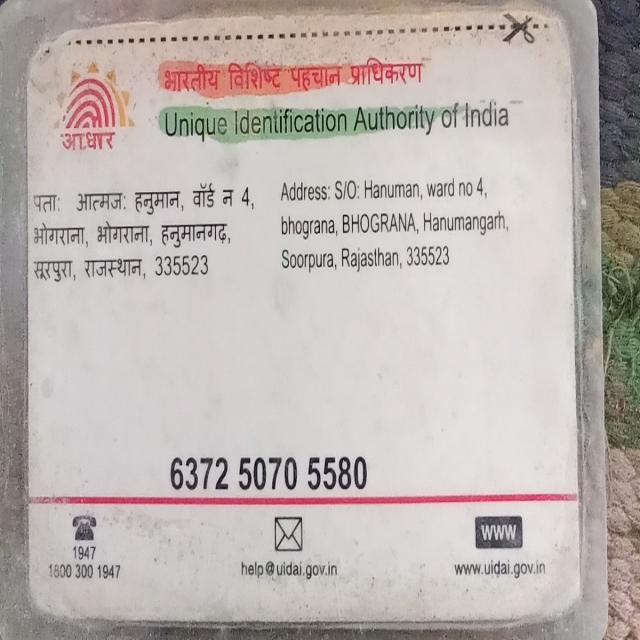 भारतीय विशिष्ट पहचान प्राधिकरण
Unique Identification Authority of India
आधार
पता: आत्मज: हनुमान, वॉर्ड न 4,
भोगराना, भोगराना, हनुमानगढ़,
सूरपुरा, राजस्थान, 335523
Address: S/O: Hanuman, ward no 4,
bhograna, BHOGRANA, Hanumangarh,
Soorpura, Rajasthan, 335523
6372 5070 5580
1947
1800 300 1947
help@uidai.gov.in
WWW
www.uidai.gov.in